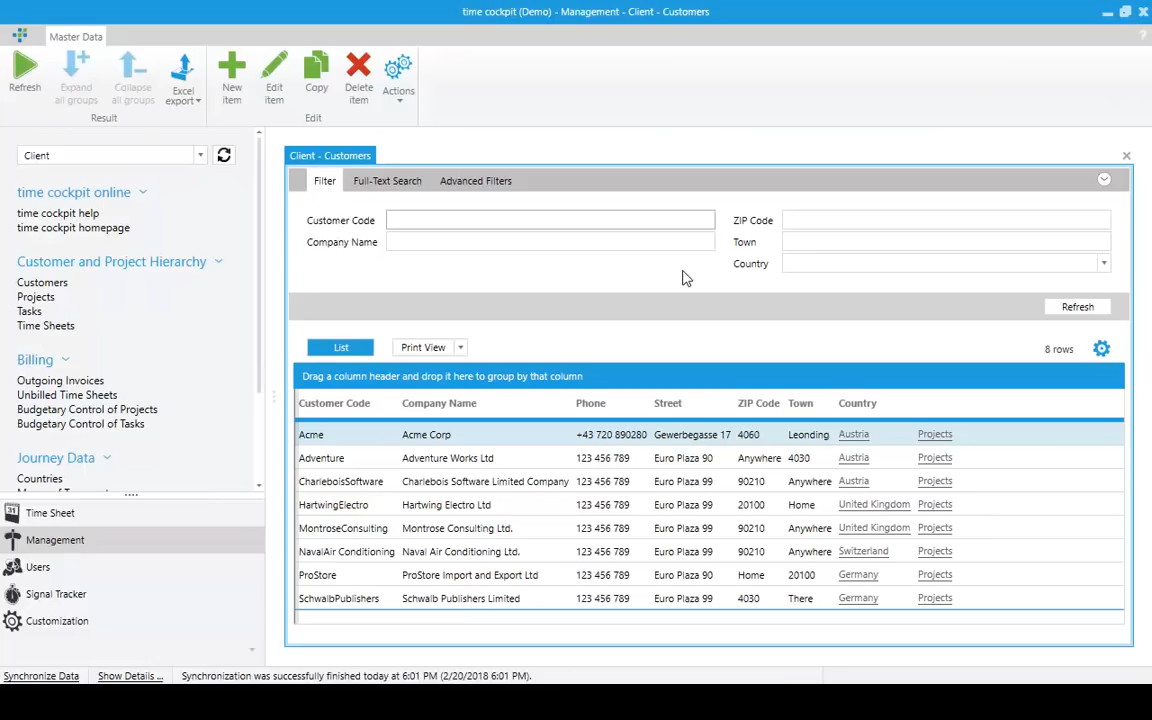 time cockpit (Demo) - Management - Client - Customers
Master Data
Refresh
Expand all groups
Collapse all groups
Excel export
New item
Edit item
Copy
Delete item
Actions
Result
Edit
Client
time cockpit online
time cockpit help
time cockpit homepage
Customer and Project Hierarchy
Customers
Projects
Tasks
Time Sheets
Billing
Outgoing Invoices
Unbilled Time Sheets
Budgetary Control of Projects
Budgetary Control of Tasks
Journey Data
Countries
31 Time Sheet
Management
Users
Signal Tracker
Customization
Client - Customers
Filter Full-Text Search Advanced Filters
Customer Code ZIP Code
Company Name Town
Country
Refresh
List Print View 8 rows
Drag a column header and drop it here to group by that column
Customer Code Company Name Phone Street ZIP Code Town Country
Acme Acme Corp +43 720 890280 Gewerbegasse 17 4060 Leonding Austria Projects
Adventure Adventure Works Ltd 123 456 789 Euro Plaza 90 Anywhere 4030 Austria Projects
CharleboisSoftware Charlebois Software Limited Company 123 456 789 Euro Plaza 99 90210 Anywhere Austria Projects
HartwingElectro Hartwing Electro Ltd 123 456 789 Euro Plaza 99 20100 Home United Kingdom Projects
MontroseConsulting Montrose Consulting Ltd. 123 456 789 Euro Plaza 99 90210 Anywhere United Kingdom Projects
NavalAir Conditioning Naval Air Conditioning Ltd. 123 456 789 Euro Plaza 99 90210 Anywhere Switzerland Projects
ProStore ProStore Import and Export Ltd 123 456 789 Euro Plaza 90 Home 20100 Germany Projects
SchwalbPublishers Schwalb Publishers Limited 123 456 789 Euro Plaza 99 4030 There Germany Projects
Synchronize Data Show Details ... Synchronization was successfully finished today at 6:01 PM (2/20/2018 6:01 PM).